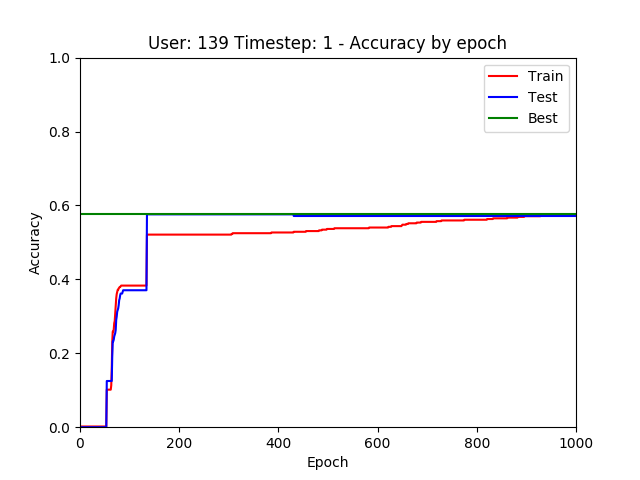 User: 139 Timestep: 1 - Accuracy by epoch
1.0
0.8
0.6
0.4
0.2
0.0
Accuracy
Train
Test
Best
0 200 400 600 800 1000
Epoch